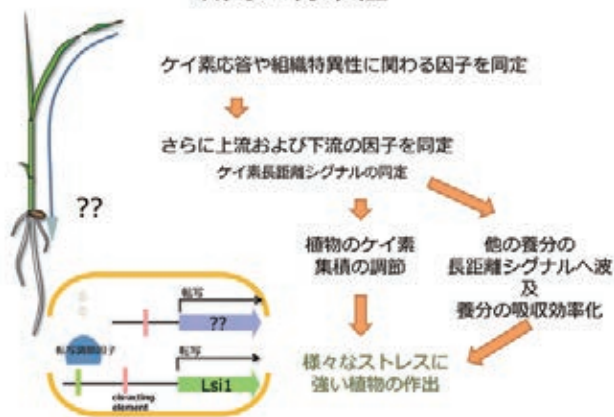 ケイ素応答や組織特異性に関わる因子を同定
さらに上流および下流の因子を同定
ケイ素長距離シグナルの同定
??
植物のケイ素
集積の調節
他の養分の
長距離シグナルへ波
及
養分の吸収効率化
転写
??
転写調節因子
転写
Lsi1
cis-acting
element
様々なストレスに
強い植物の作出